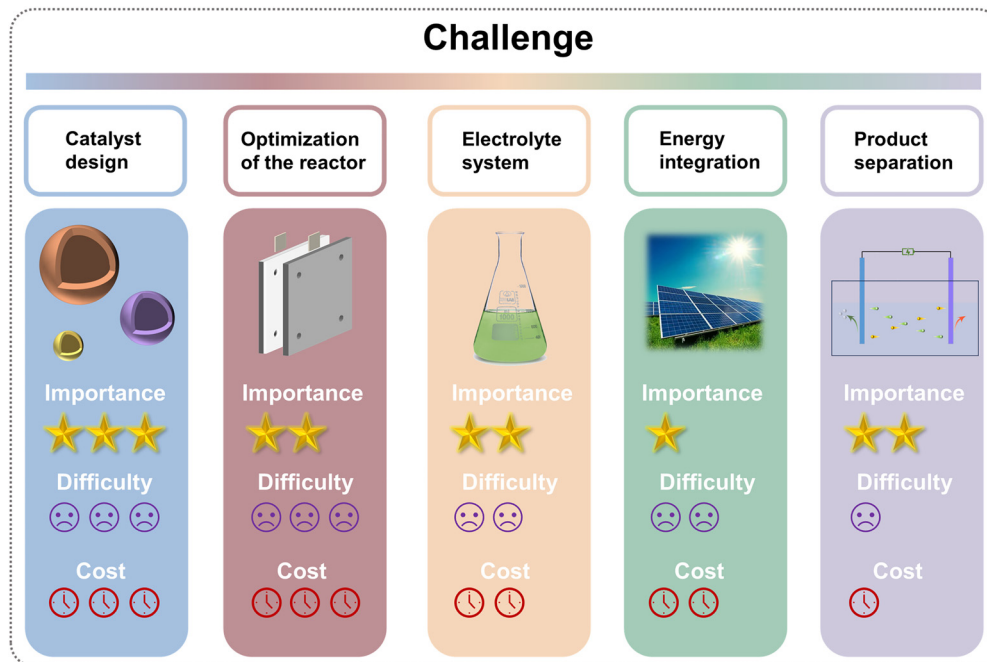 Challenge
Catalyst
design
Optimization
of the reactor
Electrolyte
system
Energy
integration
Product
separation
Importance
Importance
Importance
Importance
Importance
Difficulty
Difficulty
Difficulty
Difficulty
Difficulty
Cost
Cost
Cost
Cost
Cost